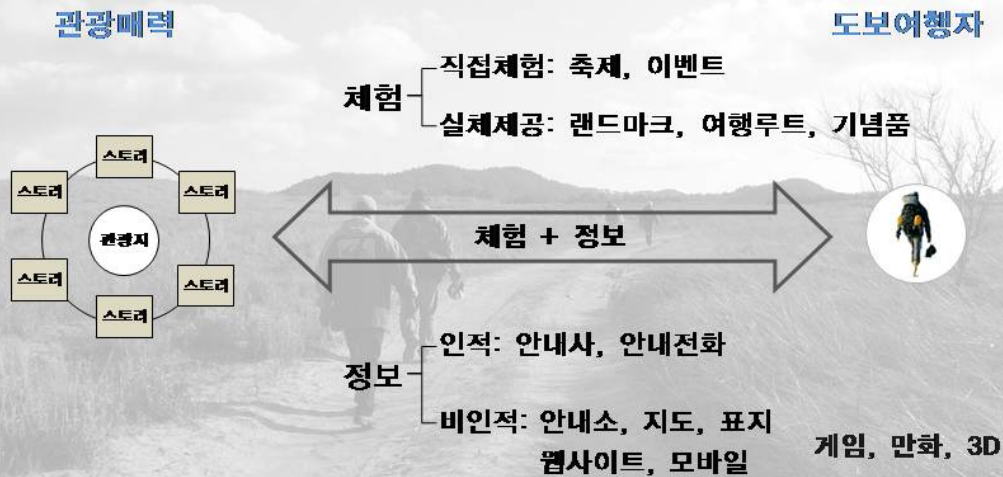 관광매력
도보여행자
체험
직접체험: 축제, 이벤트
실체제공: 랜드마크, 여행루트, 기념품
스토리
스토리
스토리
관광지
스토리
스토리
스토리
체험 + 정보
정보
인적: 안내사, 안내전화
비인적: 안내소, 지도, 표지
웹사이트, 모바일
게임, 만화, 3D